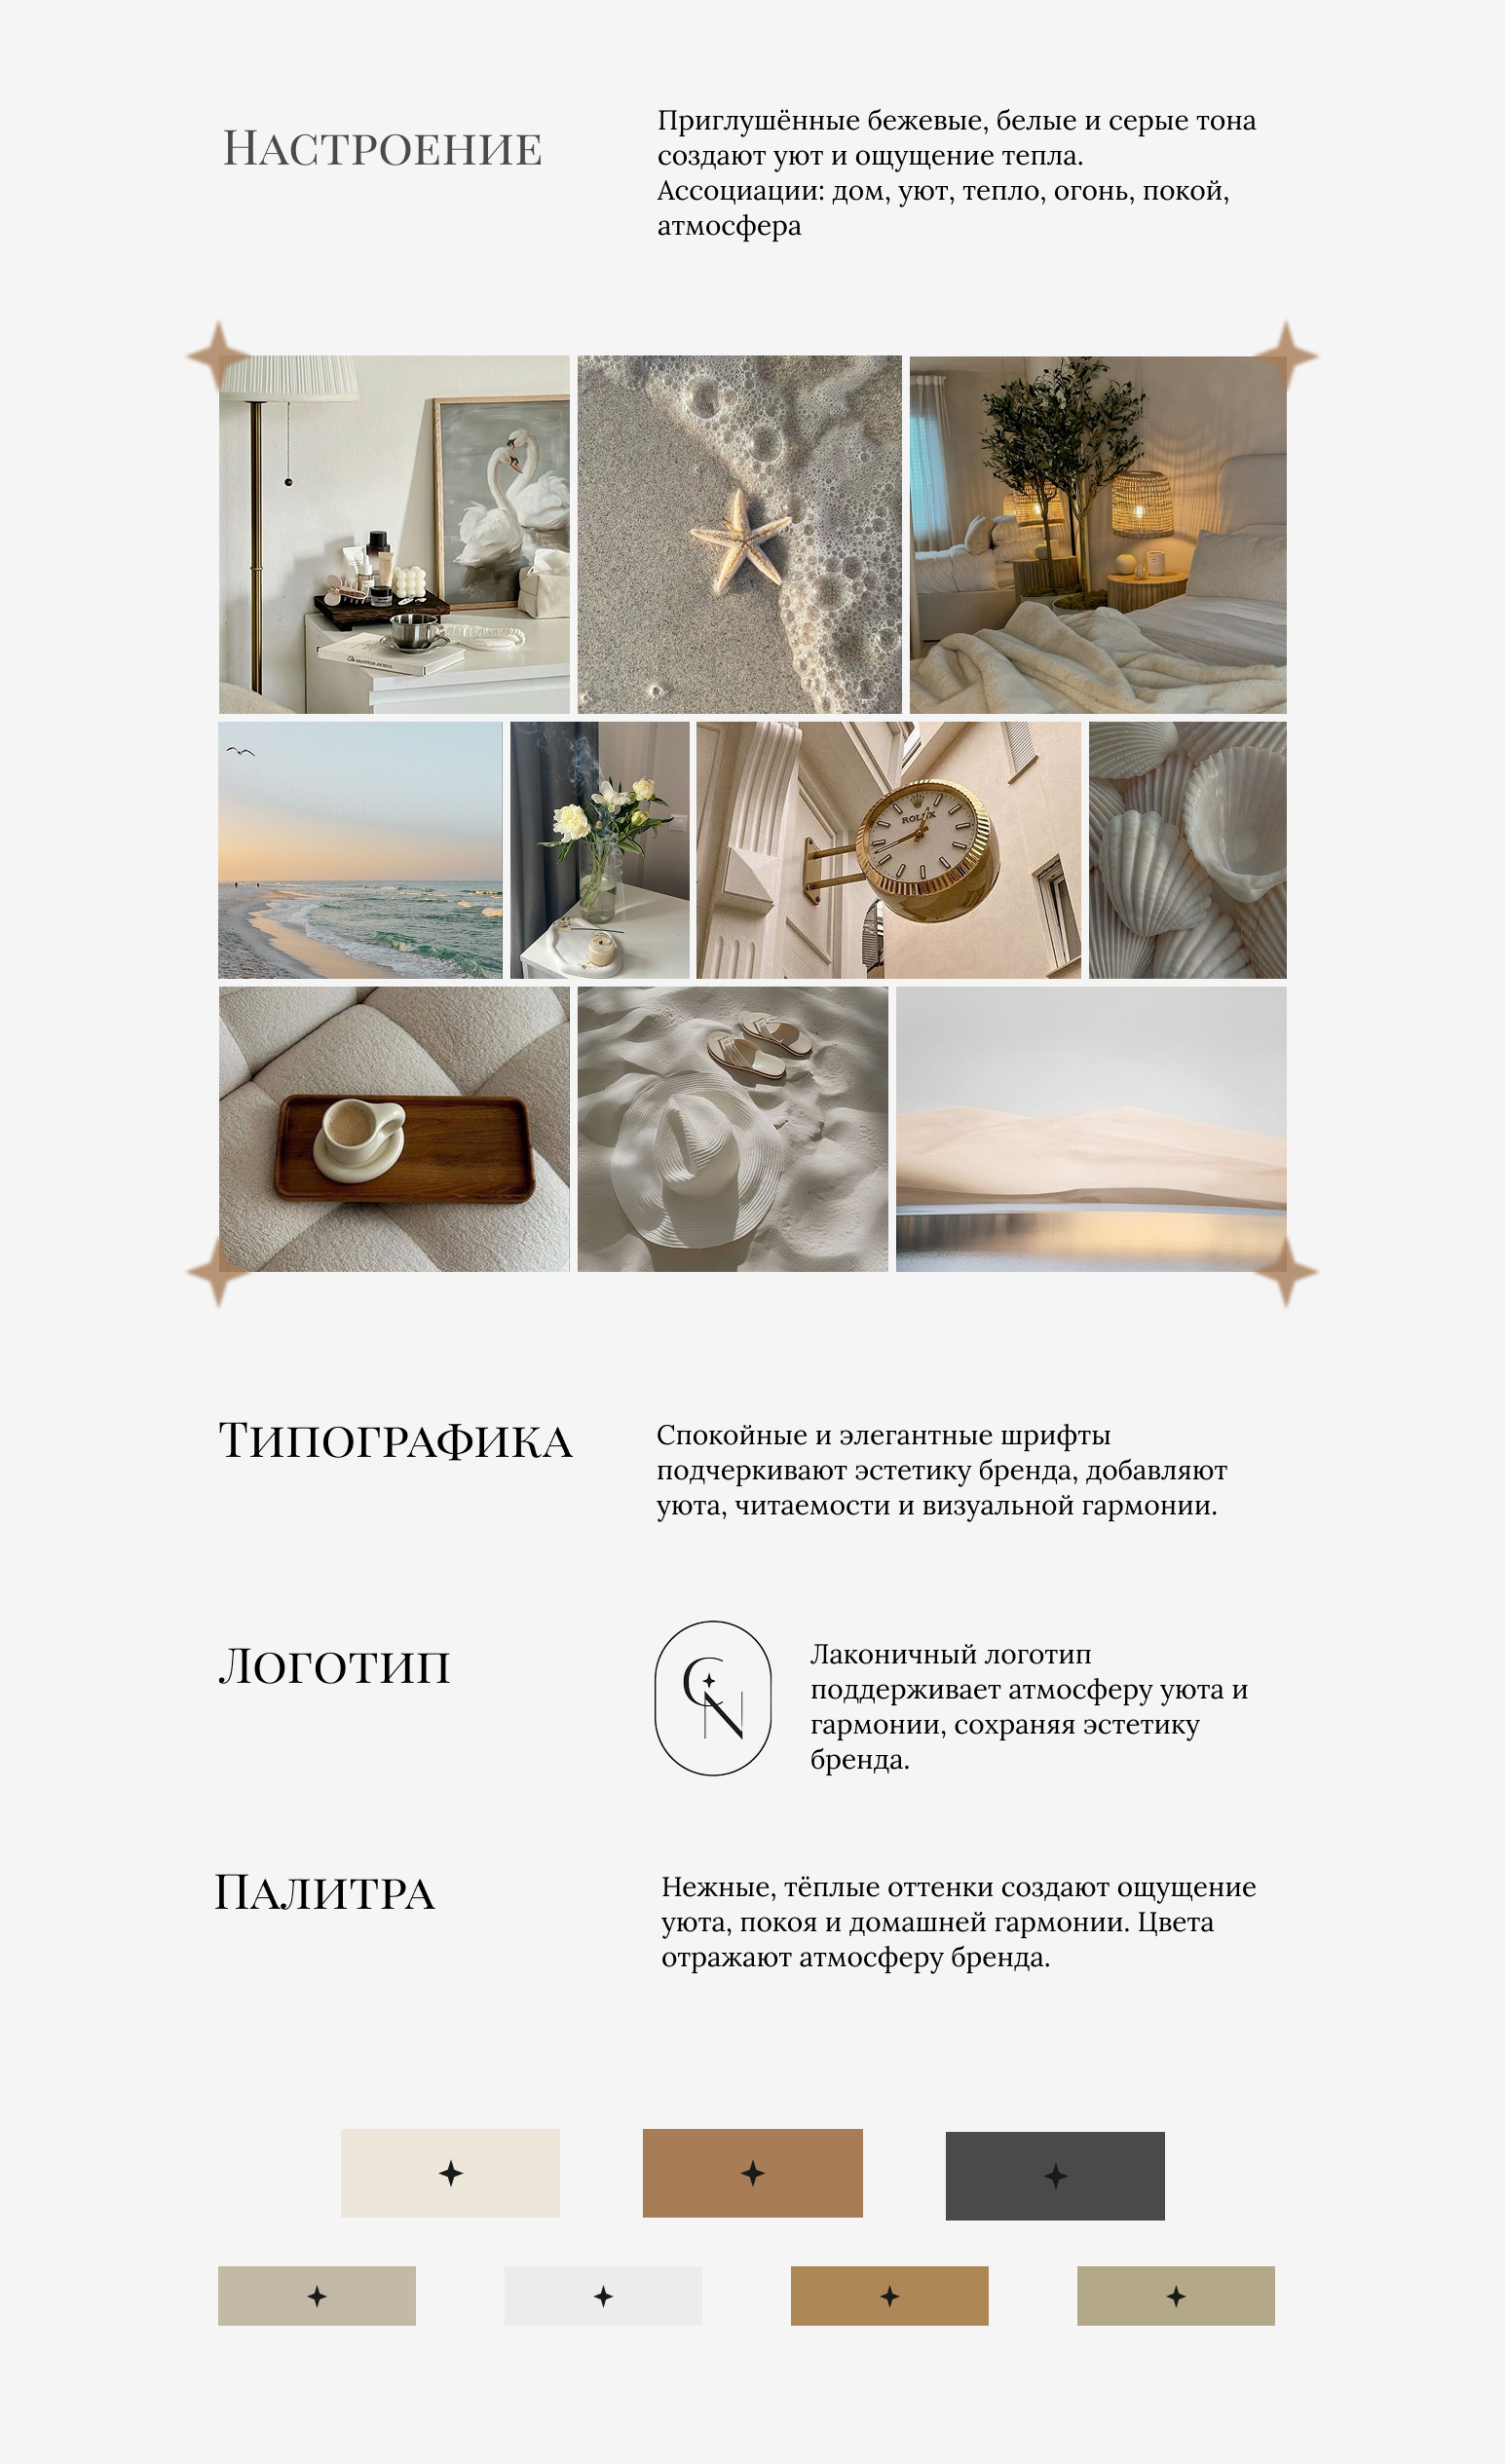 Настроение
Приглушённые бежевые, белые и серые тона
создают уют и ощущение тепла.
Ассоциации: дом, уют, тепло, огонь, покой,
атмосфера
ROLEX
Типографика
Спокойные и элегантные шрифты
подчеркивают эстетику бренда, добавляют
уюта, читаемости и визуальной гармонии.
Логотип
CN
Лаконичный логотип
поддерживает атмосферу уюта и
гармонии, сохраняя эстетику
бренда.
Палитра
Нежные, тёплые оттенки создают ощущение
уюта, покоя и домашней гармонии. Цвета
отражают атмосферу бренда.